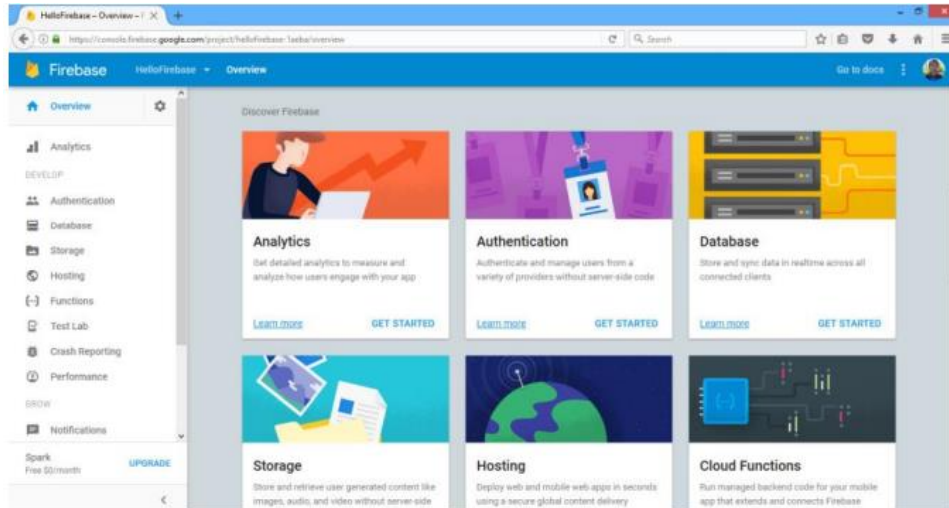 HelloFirebase – Overview – F
https://console.firebase.google.com/project/hellofirebase-1aeba/overview
Search
Firebase
HelloFirebase
Overview
Go to docs
Overview
Analytics
DEVELOP
Authentication
Database
Storage
Hosting
Functions
Test Lab
Crash Reporting
Performance
GROW
Notifications
Spark
Free $0/month
UPGRADE
Discover Firebase
Analytics
Get detailed analytics to measure and
analyze how users engage with your app
Learn more GET STARTED
Authentication
Authenticate and manage users from a
variety of providers without server-side code
Learn more GET STARTED
Database
Store and sync data in realtime across all
connected clients
Learn more GET STARTED
Storage
Store and retrieve user generated content like
images, audio, and video without server-side
Hosting
Deploy web and mobile web apps in seconds
using a secure global content delivery
Cloud Functions
Run managed backend code for your mobile
app that extends and connects Firebase